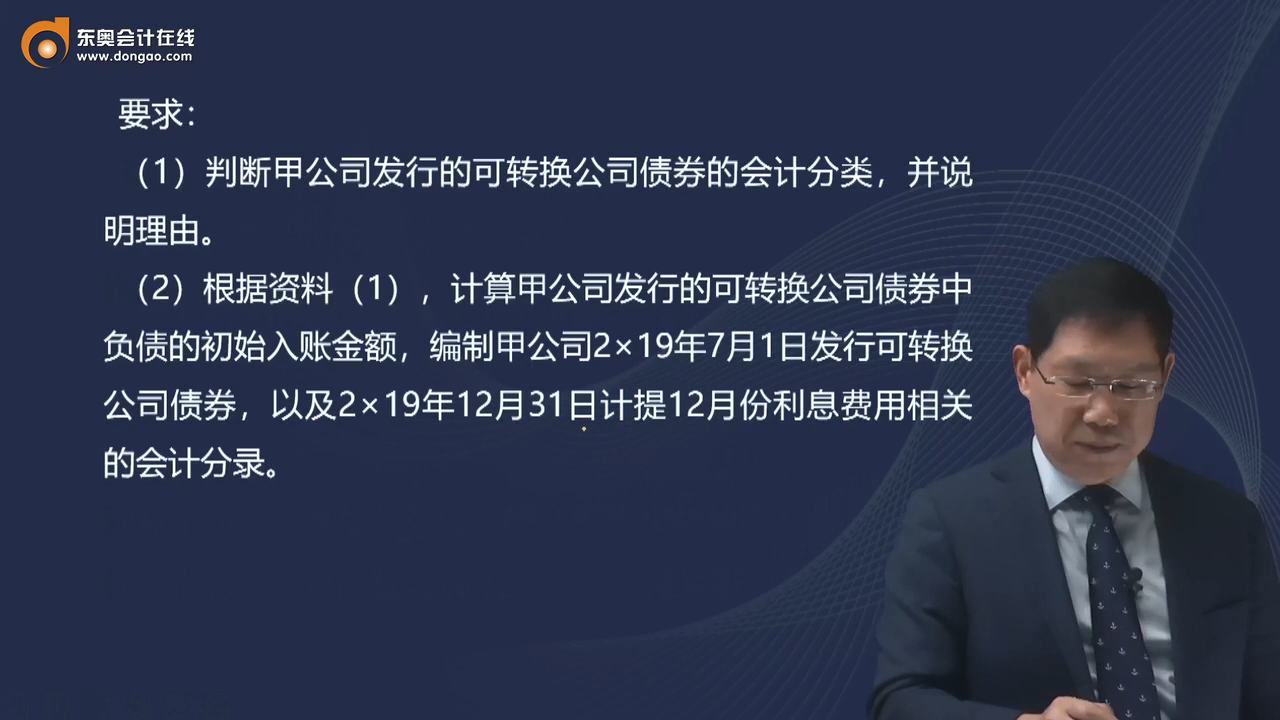 东奥会计在线
www.dongao.com
要求：
（1）判断甲公司发行的可转换公司债券的会计分类，并说
明理由。
（2）根据资料（1），计算甲公司发行的可转换公司债券中
负债的初始入账金额，编制甲公司2×19年7月1日发行可转换
公司债券，以及2×19年12月31日计提12月份利息费用相关
的会计分录。